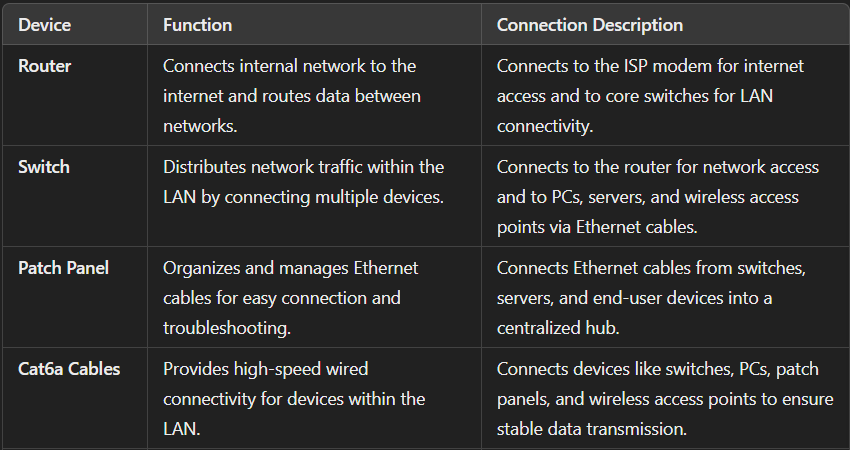 Device Function Connection Description
Router Connects internal network to the Connects to the ISP modem for internet
internet and routes data between access and to core switches for LAN
networks. connectivity.
Switch Distributes network traffic within the Connects to the router for network access
LAN by connecting multiple devices. and to PCs, servers, and wireless access
points via Ethernet cables.
Patch Panel Organizes and manages Ethernet Connects Ethernet cables from switches,
cables for easy connection and servers, and end-user devices into a
troubleshooting. centralized hub.
Cat6a Cables Provides high-speed wired Connects devices like switches, PCs, patch
connectivity for devices within the panels, and wireless access points to ensure
LAN. stable data transmission.